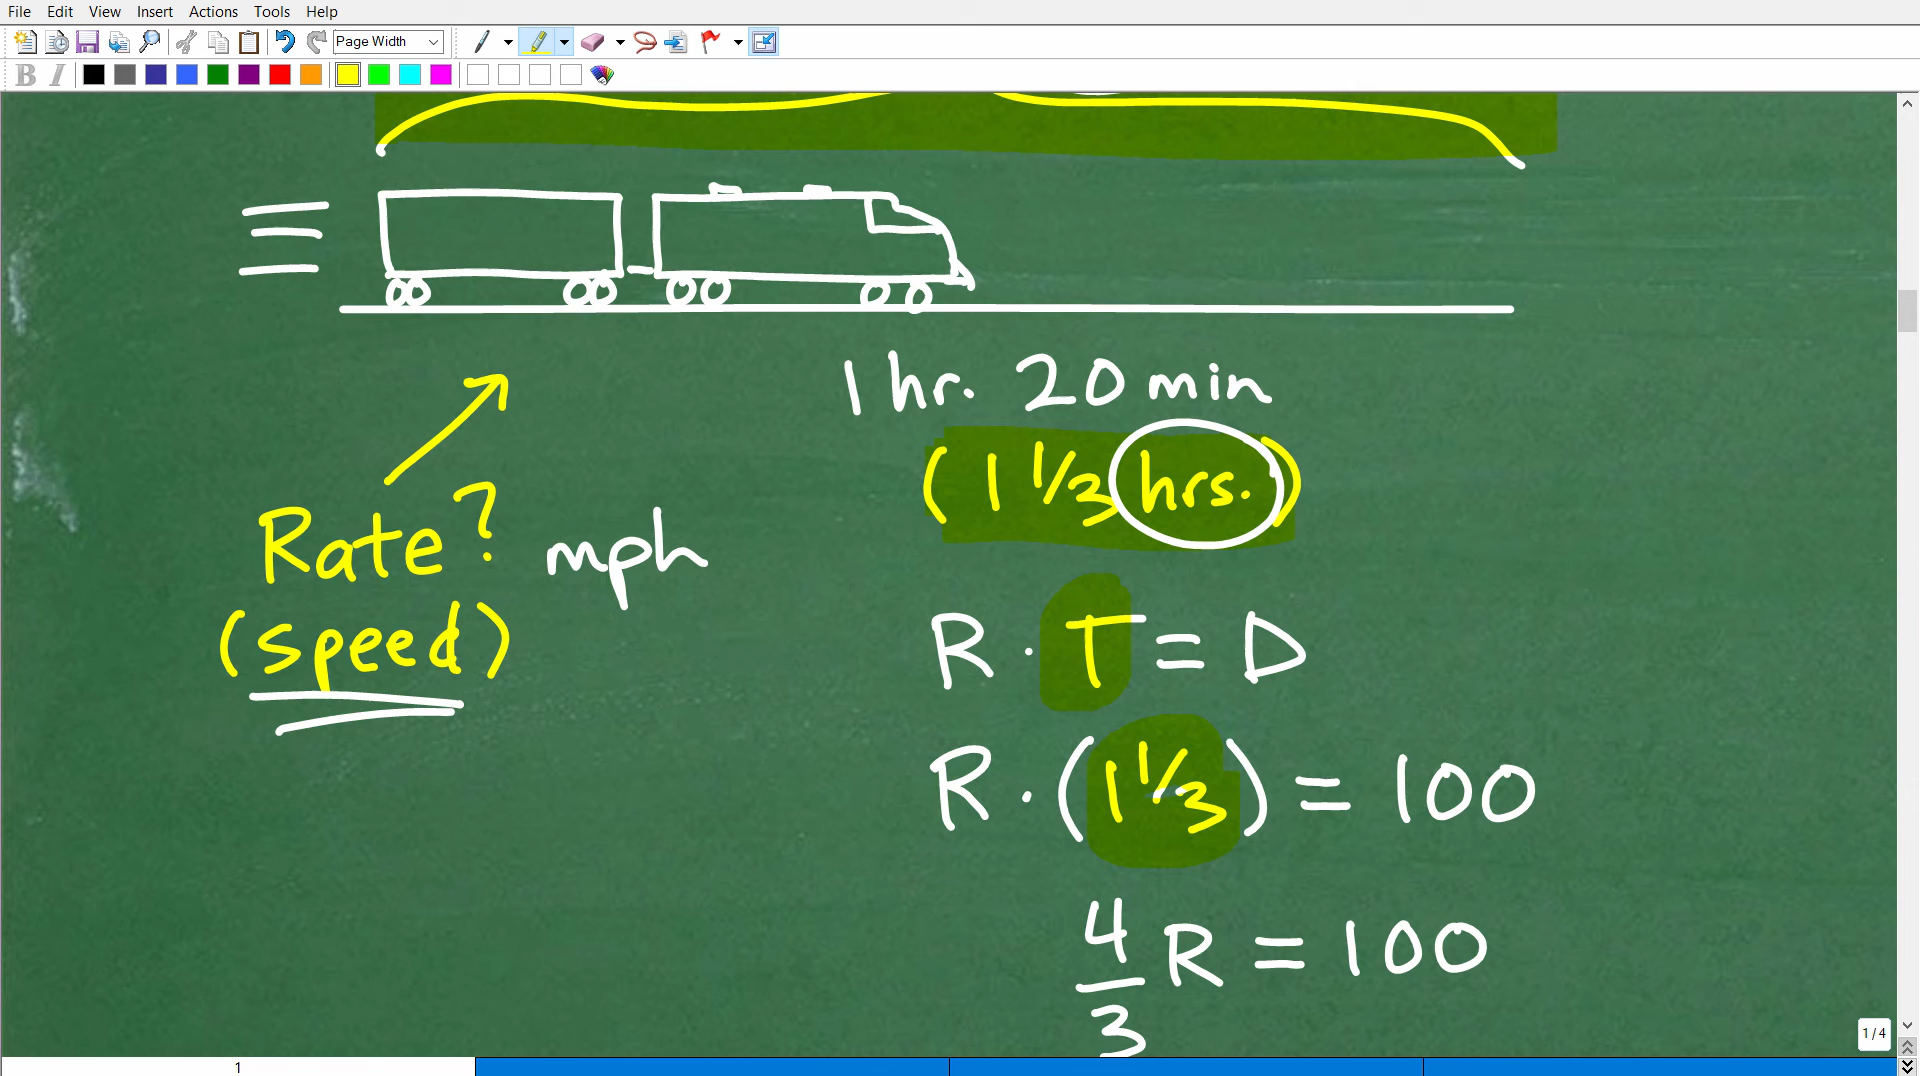 File Edit View Insert Actions Tools Help
Page Width
B I
1 hr. 20 min
(1 1/3 hrs.)
Rate? mph
(speed)
R · T = D
R · (1 1/3) = 100
4/3 R = 100
1 / 4
1